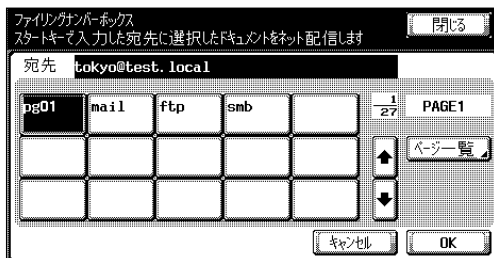 ファイリングナンバーボックス
スタートキーで入力した宛先に選択したドキュメントをネット配信します
閉じる
宛先 tokyo@test.local
pg01 mail ftp smb
1
27
PAGE1
ページ一覧
キャンセル OK